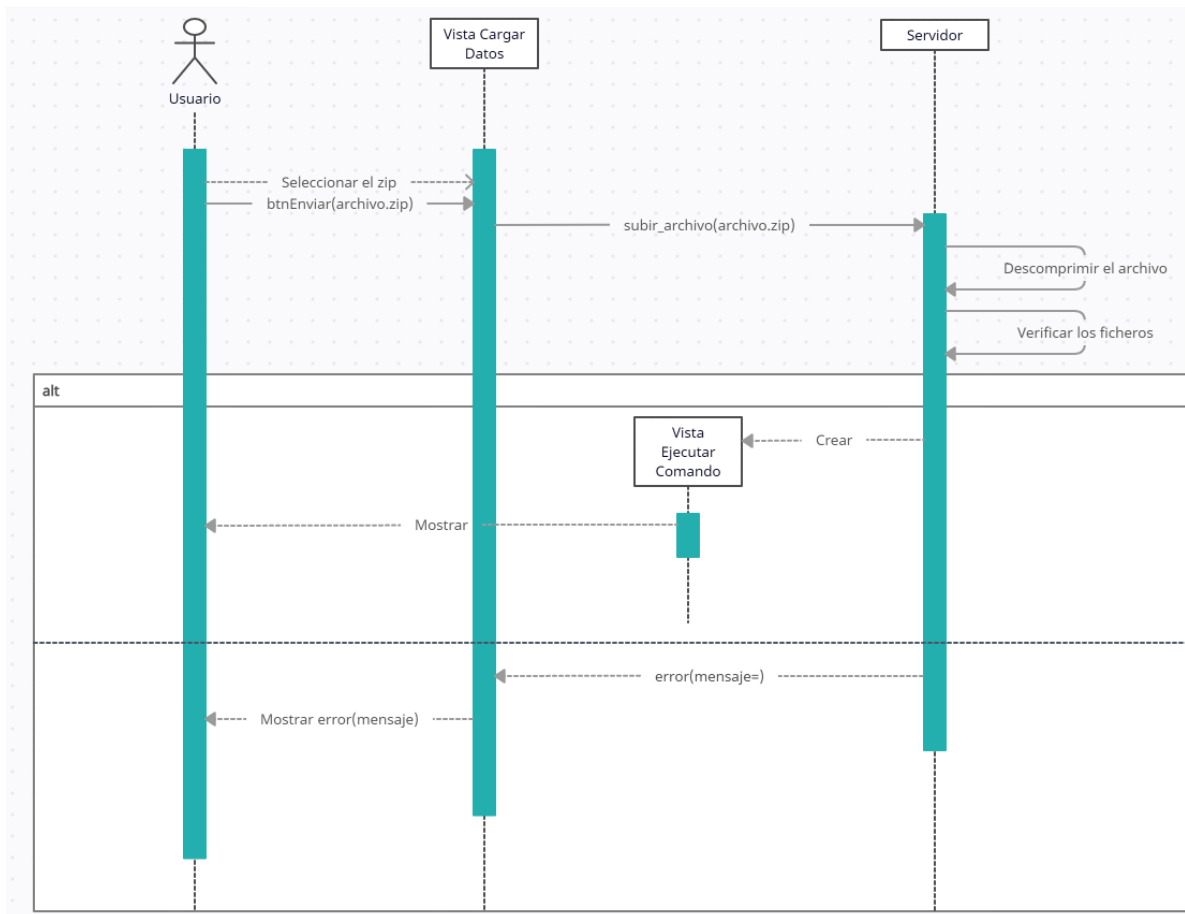 Vista Cargar
Datos
Servidor
Usuario
Seleccionar el zip
btnEnviar(archivo.zip)
subir_archivo(archivo.zip)
Descomprimir el archivo
Verificar los ficheros
alt
Vista
Ejecutar
Comando
Crear
Mostrar
error(mensaje=)
Mostrar error(mensaje)